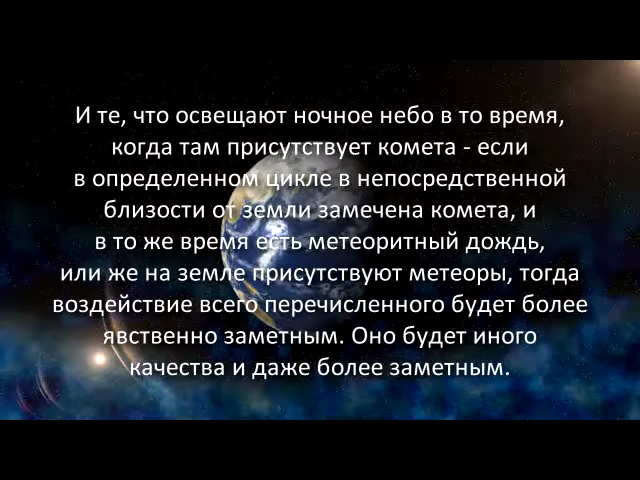 И те, что освещают ночное небо в то время,
когда там присутствует комета - если
в определенном цикле в непосредственной
близости от земли замечена комета, и
в то же время есть метеоритный дождь,
или же на земле присутствуют метеоры, тогда
воздействие всего перечисленного будет более
явственно заметным. Оно будет иного
качества и даже более заметным.